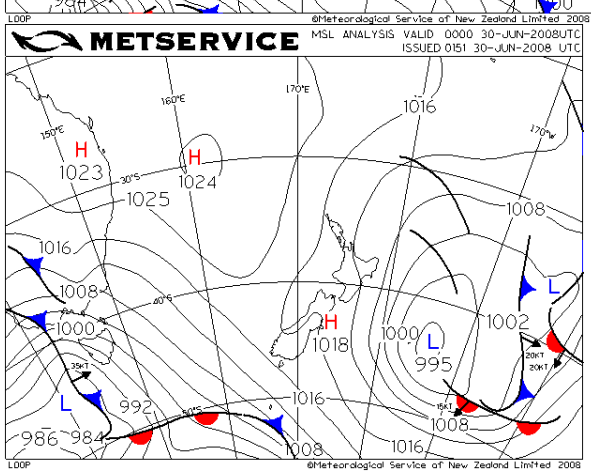 984
LOOP ©Meteorological Service of New Zealand Limited 2008
METSERVICE MSL ANALYSIS VALID 0000 30-JUN-2008UTC
ISSUED 0151 30-JUN-2008 UTC
170°E
160°E
1016
150°E
170°W
H
1023
H
1024
30°S
1025
1008
1016
1008
40°S
L
1000
H
1018
1000
L
995
1002
20KT
20KT
35KT
L
992
50°S
1016
15KT
1008
986
984
1008
1016
LOOP ©Meteorological Service of New Zealand Limited 2008